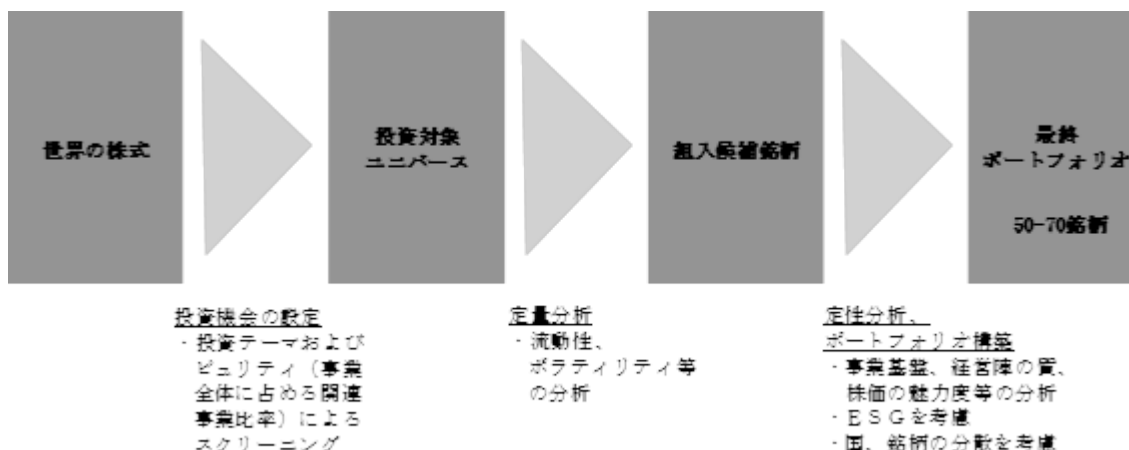 世界の株式
投資対象
ユニバース
組入候補銘柄
最終
ポートフォリオ
50-70銘柄
投資機会の設定
・投資テーマおよび
ピュリティ（事業
全体に占める関連
事業比率）による
スクリーニング
定量分析
・流動性、
ボラティリティ等
の分析
定性分析、
ポートフォリオ構築
・事業基盤、経営陣の質、
株価の魅力度等の分析
・ＥＳＧを考慮
・国、銘柄の分散を考慮